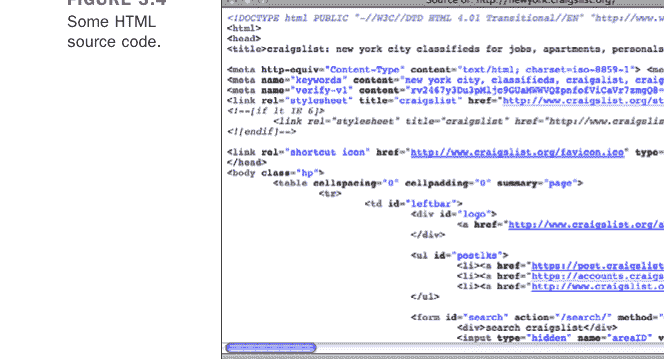 FIGURE 3.4
Some HTML
source code.
Source of: http://newyork.craigslist.org/
<!DOCTYPE html PUBLIC "-//W3C//DTD HTML 4.01 Transitional//EN" "http://www.w
<html>
<head>
<title>craigslist: new york city classifieds for jobs, apartments, personals
<meta http-equiv="Content-Type" content="text/html; charset=iso-8859-1"> <me
<meta name="keywords" content="new york city, classifieds, craigslist, craig
<meta name="verify-v1"
<link rel="stylesheet" title="craigslist" href="http://www.craigslist.org/st
<!--[if lt IE 6]>
<link rel="stylesheet" title="craigslist" href="http://www.craigslis
<![endif]-->
<link rel="shortcut icon" href="http://www.craigslist.org/favicon.ico" type=
</head>
<body class="hp">
<table cellspacing="0" cellpadding="0" summary="page">
<tr>
<td id="leftbar">
<div id="logo">
<a href="http://www.craigslist.org/a
</div>
<ul id="postlks">
<li><a href="https://post.craigslist
<li><a href="https://accounts.craigs
<li><a href="http://www.craigslist.o
</ul>
<form id="search" action="/search/" method="
<div>search craigslist</div>
<input type="hidden" name="areaID" v